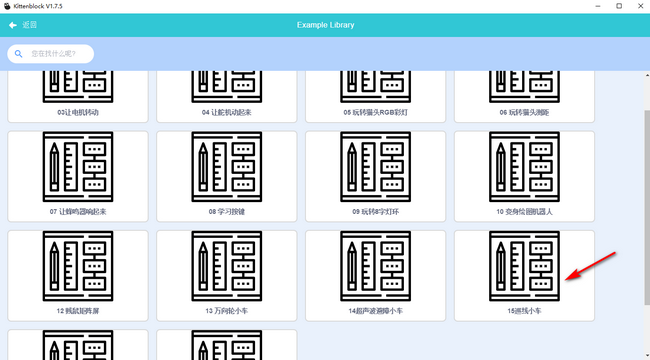 Kittenblock V1.7.5
返回
Example Library
您在找什么呢?
03让电机转动
04 让舵机动起来
05 玩转猫头RGB彩灯
06 玩转猫头测距
07 让蜂鸣器响起来
08 学习按键
09 玩转8字灯环
10 变身绘图机器人
12 贱鼠矩阵屏
13 万向轮小车
14超声波避障小车
15巡线小车